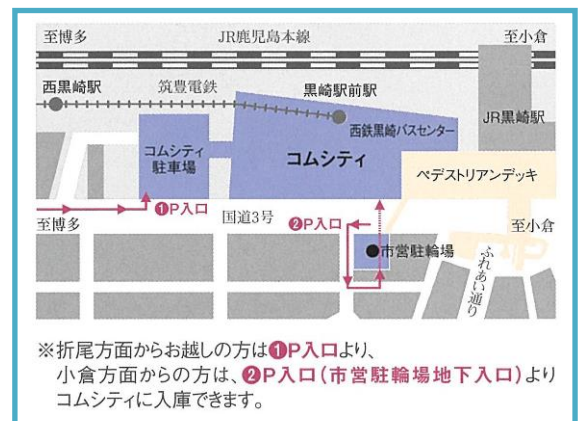 至博多
JR鹿児島本線
至小倉
西黒崎駅
筑豊電鉄
黒崎駅前駅
西鉄黒崎バスセンター
JR黒崎駅
コムシティ
駐車場
コムシティ
ペデストリアンデッキ
❶P入口
国道3号
❷P入口
至博多
至小倉
●市営駐輪場
ふれあい通り
P
※折尾方面からお越しの方は❶P入口より、
小倉方面からの方は、❷P入口(市営駐輪場地下入口)より
コムシティに入庫できます。